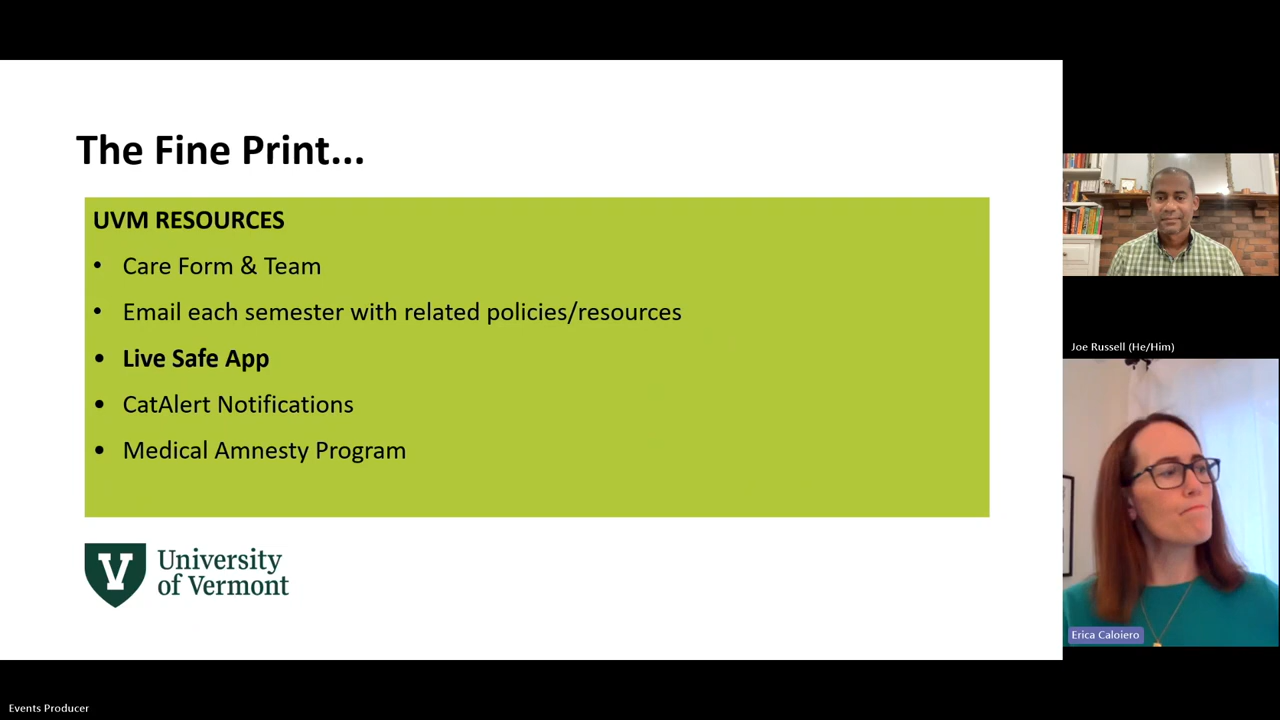 The Fine Print...
UVM RESOURCES
• Care Form & Team
• Email each semester with related policies/resources
• Live Safe App
• CatAlert Notifications
• Medical Amnesty Program
V
University
of Vermont
Joe Russell (He/Him)
Erica Caloiero
Events Producer